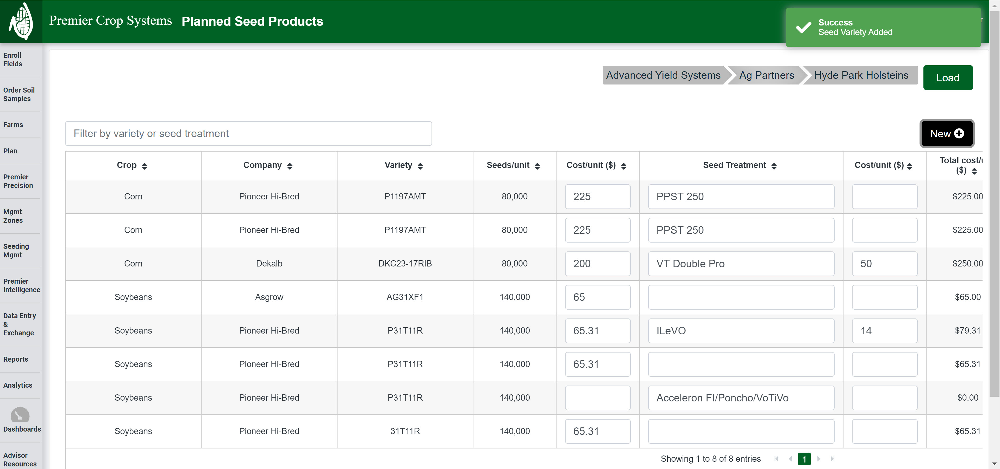 Premier Crop Systems Planned Seed Products
Success
Seed Variety Added
Enroll
Fields
Order Soil
Samples
Farms
Plan
Premier
Precision
Mgmt
Zones
Seeding
Mgmt
Premier
Intelligence
Data Entry
&
Exchange
Reports
Analytics
Dashboards
Advisor
Resources
Advanced Yield Systems Ag Partners Hyde Park Holsteins Load
Filter by variety or seed treatment New
Crop Company Variety Seeds/unit Cost/unit ($) Seed Treatment Cost/unit ($) Total cost/u
($)
Corn Pioneer Hi-Bred P1197AMT 80,000 225 PPST 250 $225.00
Corn Pioneer Hi-Bred P1197AMT 80,000 225 PPST 250 $225.00
Corn Dekalb DKC23-17RIB 80,000 200 VT Double Pro 50 $250.00
Soybeans Asgrow AG31XF1 140,000 65 $65.00
Soybeans Pioneer Hi-Bred P31T11R 140,000 65.31 ILeVO 14 $79.31
Soybeans Pioneer Hi-Bred P31T11R 140,000 65.31 $65.31
Soybeans Pioneer Hi-Bred P31T11R 140,000 Acceleron FI/Poncho/VoTiVo $0.00
Soybeans Pioneer Hi-Bred 31T11R 140,000 65.31 $65.31
Showing 1 to 8 of 8 entries 1